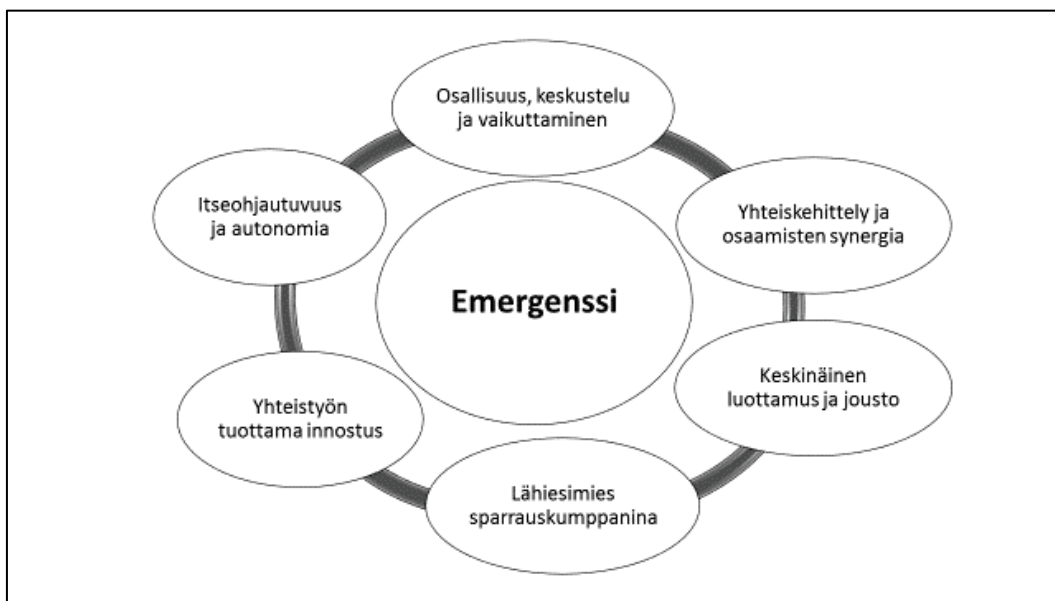 Osallisuus, keskustelu
ja vaikuttaminen
Yhteiskehittely ja
osaamisten synergia
Keskinäinen
luottamus ja jousto
Lähiesimies
sparrauskumppanina
Yhteistyön
tuottama innostus
Itseohjautuvuus
ja autonomia
Emergenssi